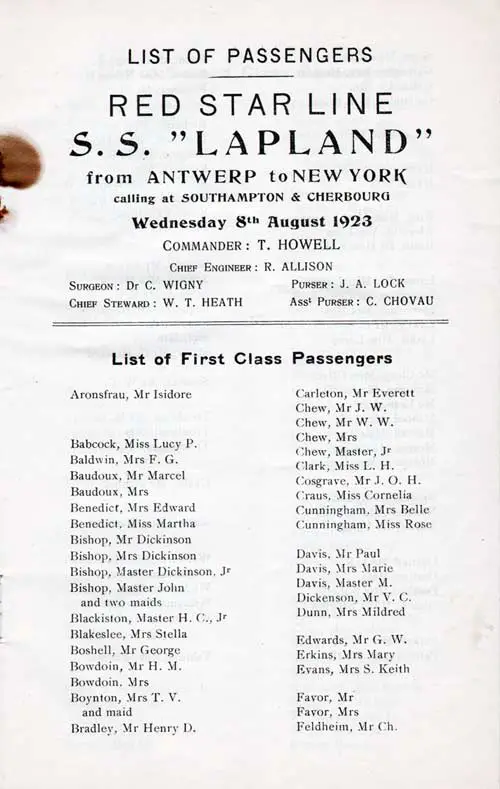 LIST OF PASSENGERS
RED STAR LINE
S. S. "LAPLAND"
from ANTWERP to NEW YORK
calling at SOUTHAMPTON & CHERBOURG
Wednesday 8th August 1923
COMMANDER : T. HOWELL
CHIEF ENGINEER : R. ALLISON
SURGEON : Dr C. WIGNY
PURSER : J. A. LOCK
CHIEF STEWARD : W. T. HEATH
Asst PURSER : C. CHOVAU
List of First Class Passengers
Aronsfrau, Mr Isidore
Babcock, Miss Lucy P.
Baldwin, Mrs F. G.
Baudoux, Mr Marcel
Baudoux, Mrs
Benedict, Mrs Edward
Benedict, Miss Martha
Bishop, Mr Dickinson
Bishop, Mrs Dickinson
Bishop, Master Dickinson, Jr
Bishop, Master John
and two maids
Blackiston, Master H. C., Jr
Blakeslee, Mrs Stella
Boshell, Mr George
Bowdoin, Mr H. M.
Bowdoin, Mrs
Boynton, Mrs T. V.
and maid
Bradley, Mr Henry D.
Carleton, Mr Everett
Chew, Mr J. W.
Chew, Mr W. W.
Chew, Mrs
Chew, Master, Jr
Clark, Miss L. H.
Cosgrave, Mr J. O. H.
Craus, Miss Cornelia
Cunningham, Mrs Belle
Cunningham, Miss Rose
Davis, Mr Paul
Davis, Mrs Marie
Davis, Master M.
Dickenson, Mr V. C.
Dunn, Mrs Mildred
Edwards, Mr G. W.
Erkins, Mrs Mary
Evans, Mrs S. Keith
Favor, Mr
Favor, Mrs
Feldheim, Mr Ch.